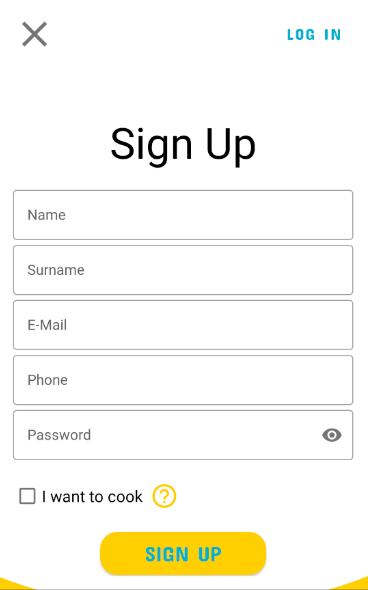 LOG IN
Sign Up
Name
Surname
E-Mail
Phone
Password
I want to cook ?
SIGN UP